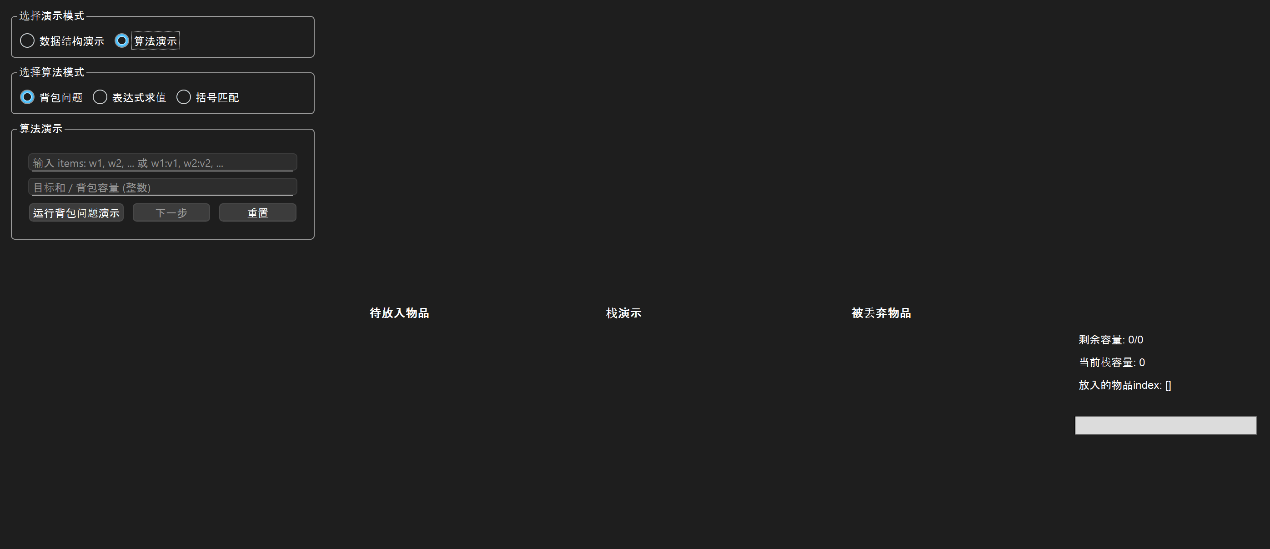 选择演示模式
数据结构演示 算法演示
选择算法模式
背包问题 表达式求值 括号匹配
算法演示
输入 items: w1, w2, ... 或 w1:v1, w2:v2, ...
目标和 / 背包容量 (整数)
运行背包问题演示 下一步 重置
待放入物品 栈演示 被丢弃物品
剩余容量: 0/0
当前栈容量: 0
放入的物品index: []